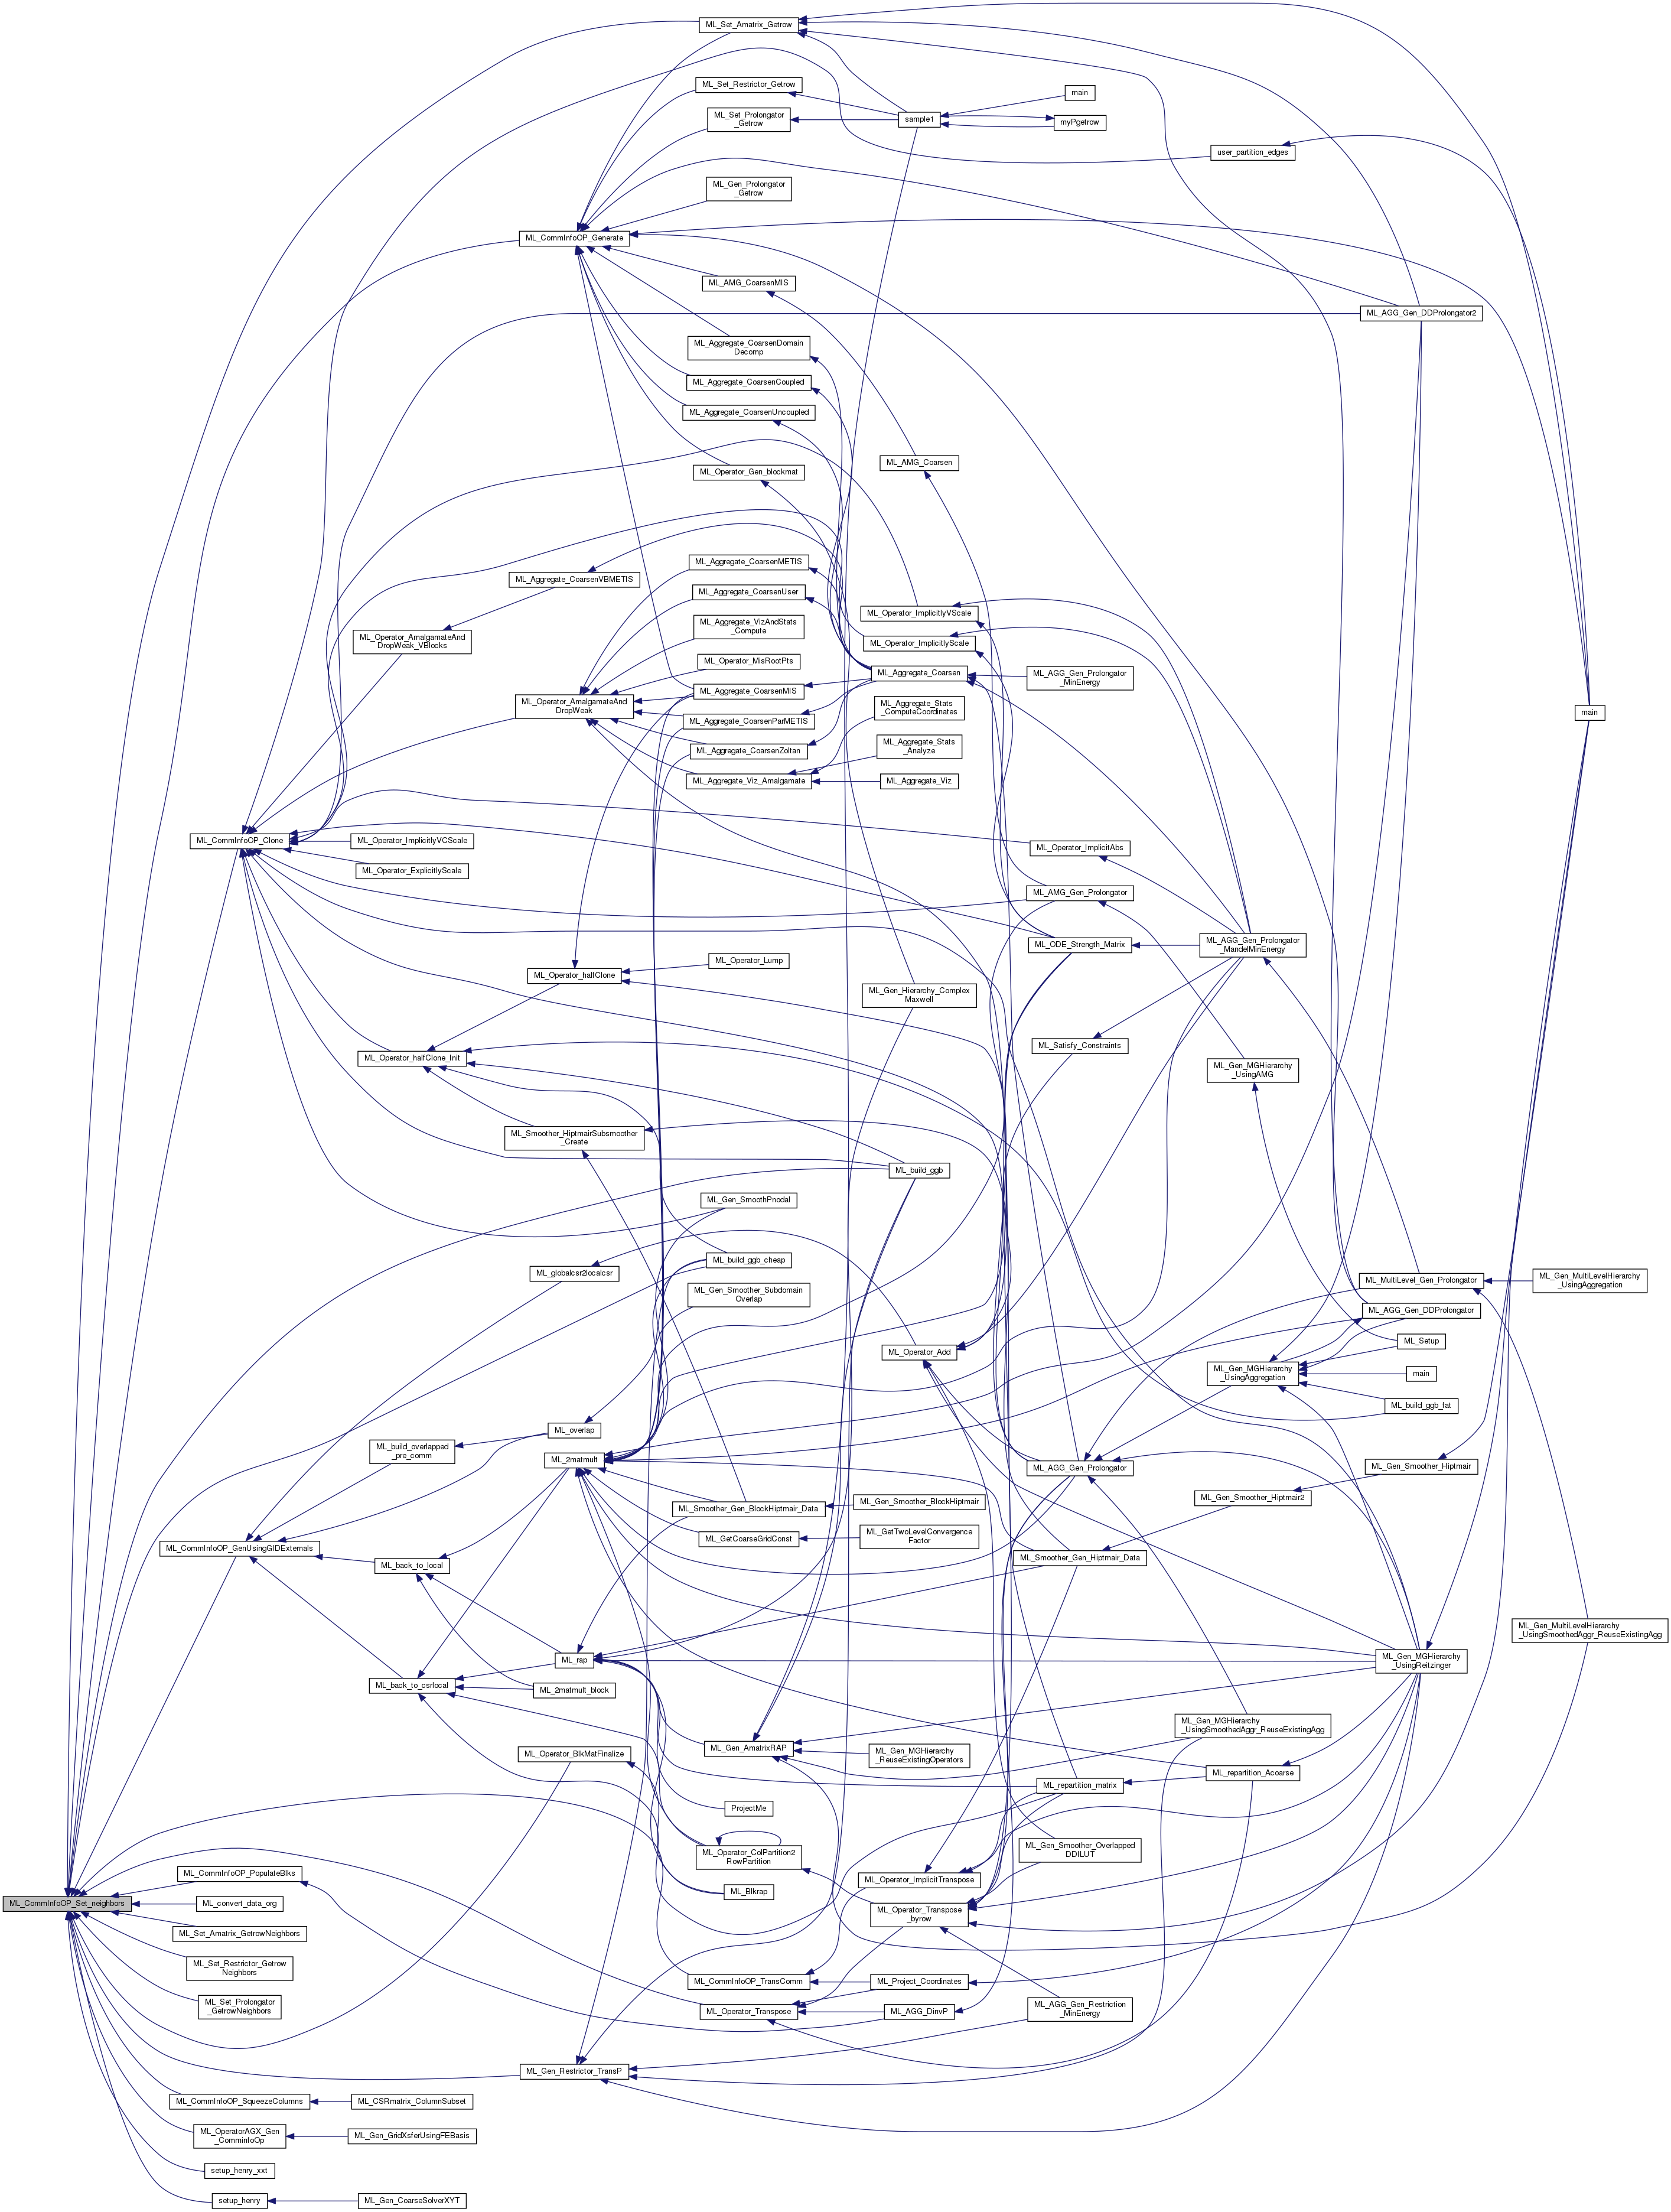 ML_Set_Amatrix_Getrow
ML_Set_Restrictor_Getrow
main
ML_Set_Prolongator
_Getrow
sample1
myPgetrow
user_partition_edges
ML_Gen_Prolongator
_Getrow
ML_CommInfoOP_Generate
ML_AMG_CoarsenMIS
ML_AGG_Gen_DDProlongator2
ML_Aggregate_CoarsenDomain
Decomp
ML_Aggregate_CoarsenCoupled
ML_Aggregate_CoarsenUncoupled
ML_AMG_Coarsen
ML_Operator_Gen_blockmat
ML_Aggregate_CoarsenMETIS
ML_Aggregate_CoarsenVBMETIS
ML_Aggregate_CoarsenUser
ML_Operator_ImplicitlyVScale
ML_Aggregate_VizAndStats
_Compute
ML_Operator_AmalgamateAnd
DropWeak_VBlocks
ML_Operator_ImplicitlyScale
ML_Operator_MisRootPts
ML_Aggregate_Coarsen
ML_AGG_Gen_Prolongator
_MinEnergy
ML_Aggregate_CoarsenMIS
ML_Operator_AmalgamateAnd
DropWeak
ML_Aggregate_Stats
_ComputeCoordinates
main
ML_Aggregate_CoarsenParMETIS
ML_Aggregate_Stats
_Analyze
ML_Aggregate_CoarsenZoltan
ML_Aggregate_Viz_Amalgamate
ML_Aggregate_Viz
ML_CommInfoOP_Clone
ML_Operator_ImplicitlyVCScale
ML_Operator_ImplicitAbs
ML_Operator_ExplicitlyScale
ML_AMG_Gen_Prolongator
ML_ODE_Strength_Matrix
ML_AGG_Gen_Prolongator
_MandelMinEnergy
ML_Operator_Lump
ML_Operator_halfClone
ML_Gen_Hierarchy_Complex
Maxwell
ML_Satisfy_Constraints
ML_Operator_halfClone_Init
ML_Gen_MGHierarchy
_UsingAMG
ML_Smoother_HiptmairSubsmoother
_Create
ML_build_ggb
ML_Gen_SmoothPnodal
ML_build_ggb_cheap
ML_globalcsr2localcsr
ML_MultiLevel_Gen_Prolongator
ML_Gen_MultiLevelHierarchy
_UsingAggregation
ML_Gen_Smoother_Subdomain
Overlap
ML_AGG_Gen_DDProlongator
ML_Setup
ML_Operator_Add
ML_Gen_MGHierarchy
_UsingAggregation
main
ML_build_ggb_fat
ML_overlap
ML_build_overlapped
_pre_comm
ML_2matmult
ML_AGG_Gen_Prolongator
ML_Gen_Smoother_Hiptmair
ML_Gen_Smoother_Hiptmair2
ML_Smoother_Gen_BlockHiptmair_Data
ML_Gen_Smoother_BlockHiptmair
ML_GetCoarseGridConst
ML_GetTwoLevelConvergence
Factor
ML_CommInfoOP_GenUsingGIDExternals
ML_back_to_local
ML_Smoother_Gen_Hiptmair_Data
ML_Gen_MultiLevelHierarchy
_UsingSmoothedAggr_ReuseExistingAgg
ML_rap
ML_Gen_MGHierarchy
_UsingReitzinger
ML_back_to_csrlocal
ML_2matmult_block
ML_Gen_MGHierarchy
_UsingSmoothedAggr_ReuseExistingAgg
ML_Gen_AmatrixRAP
ML_Gen_MGHierarchy
_ReuseExistingOperators
ML_Operator_BlkMatFinalize
ML_repartition_Acoarse
ML_repartition_matrix
ProjectMe
ML_Operator_ColPartition2
RowPartition
ML_Gen_Smoother_Overlapped
DDILUT
ML_CommInfoOP_PopulateBlks
ML_Operator_ImplicitTranspose
ML_Blkrap
ML_CommInfoOP_Set_neighbors
ML_convert_data_org
ML_Operator_Transpose
_byrow
ML_Set_Amatrix_GetrowNeighbors
ML_Set_Restrictor_Getrow
Neighbors
ML_CommInfoOP_TransComm
ML_Project_Coordinates
ML_Set_Prolongator
_GetrowNeighbors
ML_Operator_Transpose
ML_AGG_DinvP
ML_AGG_Gen_Restriction
_MinEnergy
ML_Gen_Restrictor_TransP
ML_CommInfoOP_SqueezeColumns
ML_CSRmatrix_ColumnSubset
ML_OperatorAGX_Gen
_ComminfoOp
ML_Gen_GridXsferUsingFEBasis
setup_henry_xxt
setup_henry
ML_Gen_CoarseSolverXYT